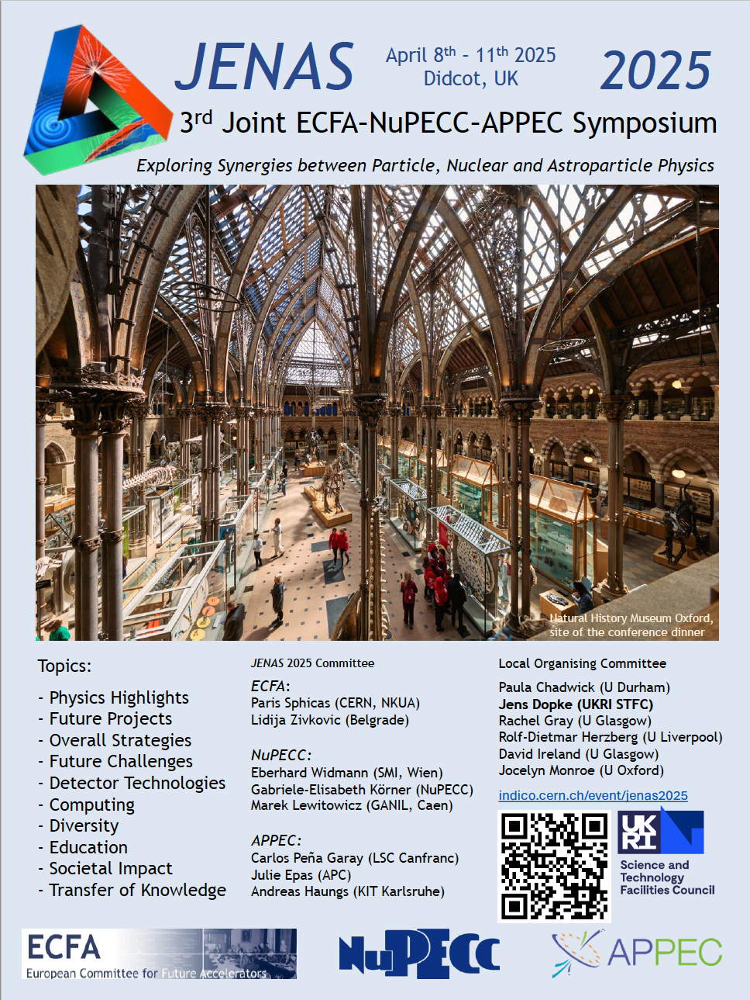 JENAS
April 8th - 11th 2025
Didcot, UK
2025
3rd Joint ECFA-NuPECC-APPEC Symposium
Exploring Synergies between Particle, Nuclear and Astroparticle Physics
Natural History Museum Oxford,
site of the conference dinner
Topics:
- Physics Highlights
- Future Projects
- Overall Strategies
- Future Challenges
- Detector Technologies
- Computing
- Diversity
- Education
- Societal Impact
- Transfer of Knowledge
JENAS 2025 Committee
ECFA:
Paris Sphicas (CERN, NKUA)
Lidija Zivkovic (Belgrade)
NuPECC:
Eberhard Widmann (SMI, Wien)
Gabriele-Elisabeth Körner (NuPECC)
Marek Lewitowicz (GANIL, Caen)
APPEC:
Carlos Peña Garay (LSC Canfranc)
Julie Epas (APC)
Andreas Haungs (KIT Karlsruhe)
Local Organising Committee
Paula Chadwick (U Durham)
Jens Dopke (UKRI STFC)
Rachel Gray (U Glasgow)
Rolf-Dietmar Herzberg (U Liverpool)
David Ireland (U Glasgow)
Jocelyn Monroe (U Oxford)
indico.cern.ch/event/jenas2025
UK
RI
Science and
Technology
Facilities Council
ECFA
European Committee for Future Accelerators
NuPECC
APPEC